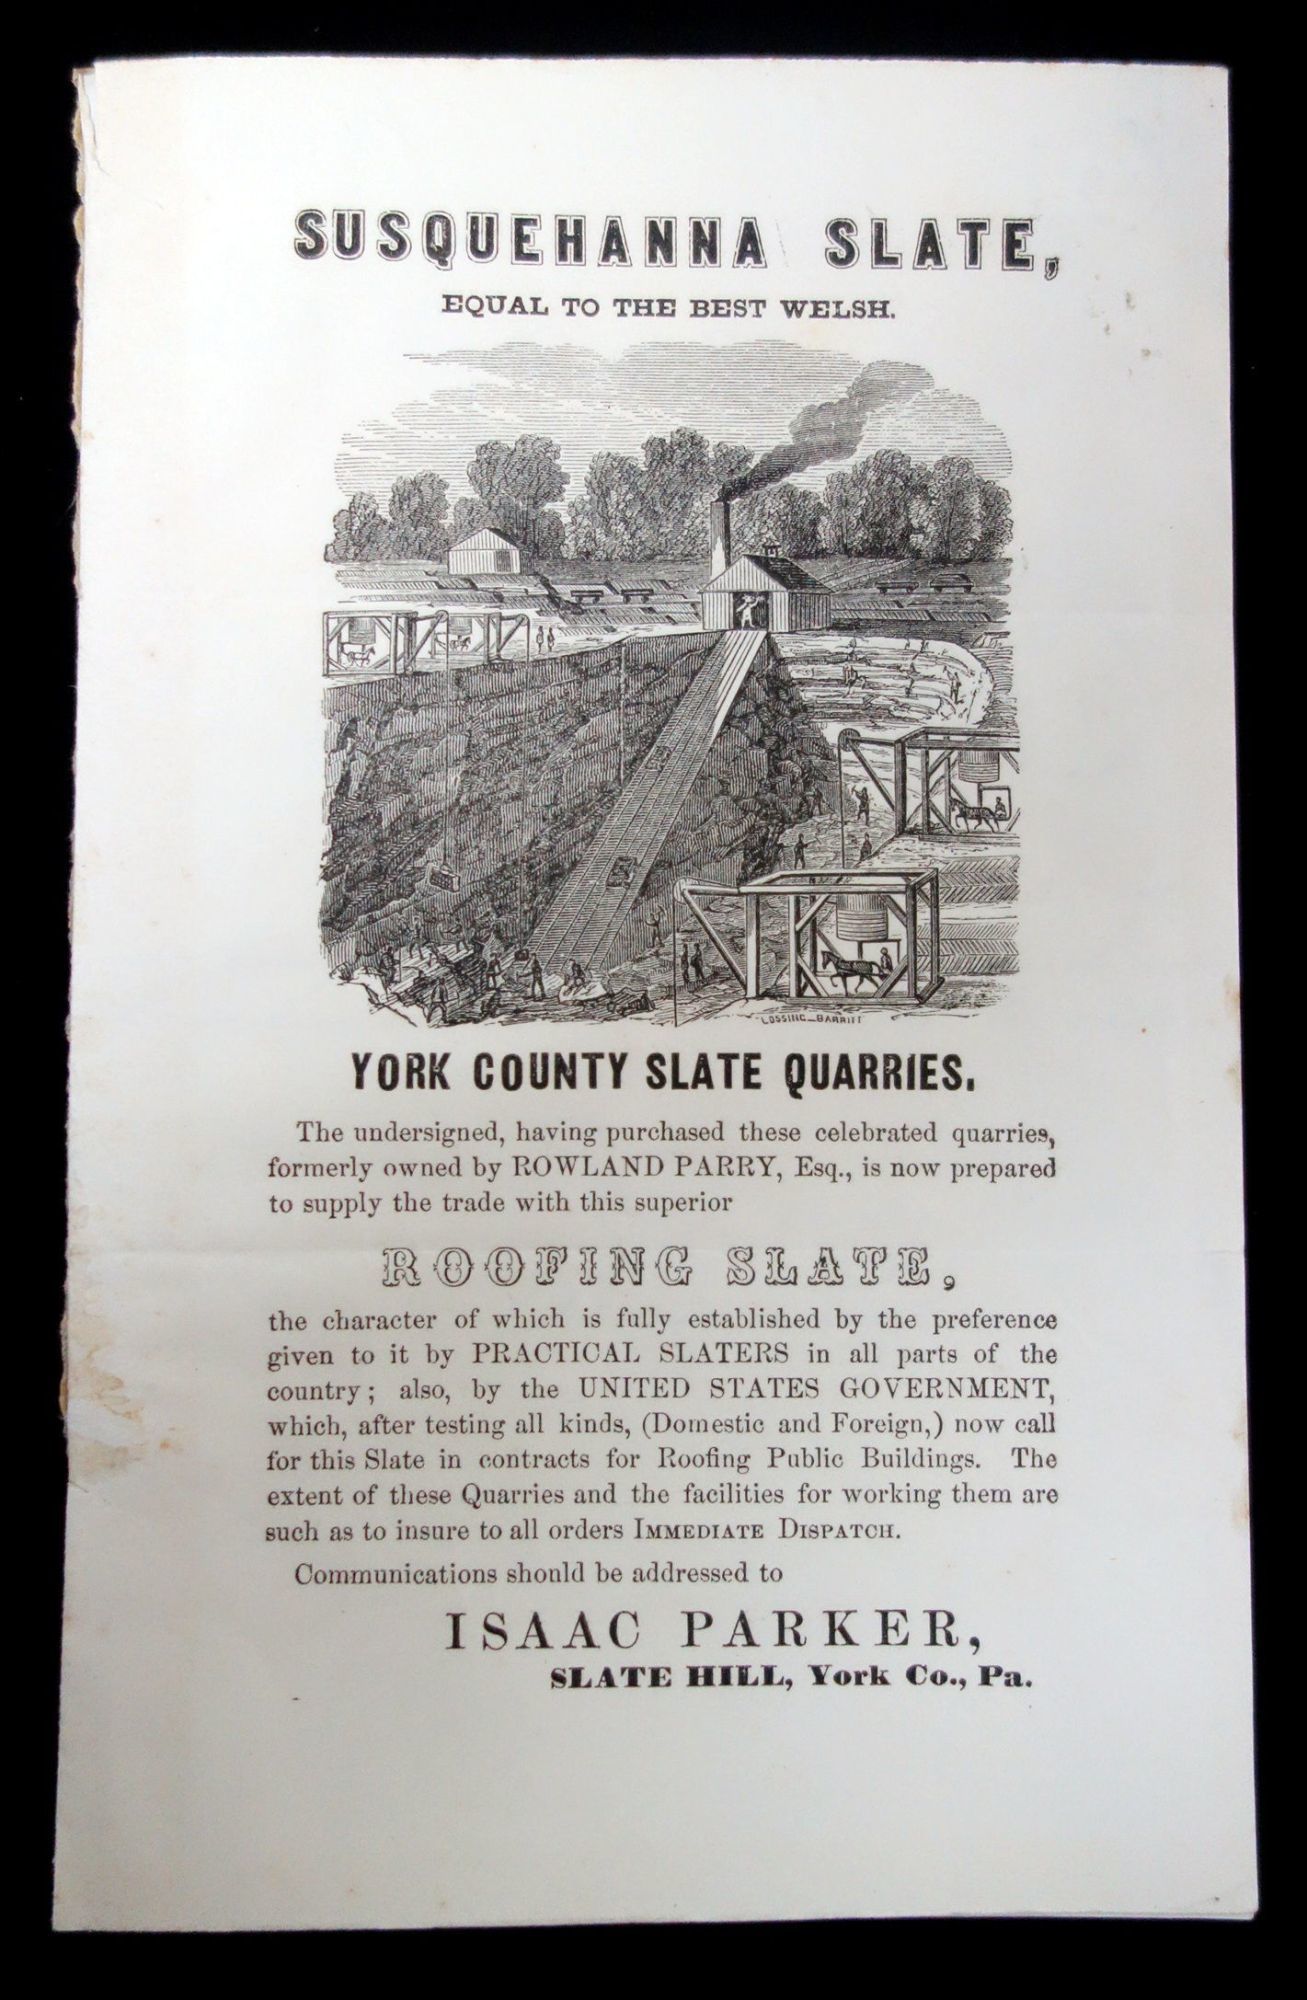 SUSQUEHANNA SLATE,
EQUAL TO THE BEST WELSH.
LOSSING–BARRITT
YORK COUNTY SLATE QUARRIES.
The undersigned, having purchased these celebrated quarries,
formerly owned by ROWLAND PARRY, Esq., is now prepared
to supply the trade with this superior
ROOFING SLATE,
the character of which is fully established by the preference
given to it by PRACTICAL SLATERS in all parts of the
country; also, by the UNITED STATES GOVERNMENT,
which, after testing all kinds, (Domestic and Foreign,) now call
for this Slate in contracts for Roofing Public Buildings. The
extent of these Quarries and the facilities for working them are
such as to insure to all orders IMMEDIATE DISPATCH.
Communications should be addressed to
ISAAC PARKER,
SLATE HILL, York Co., Pa.